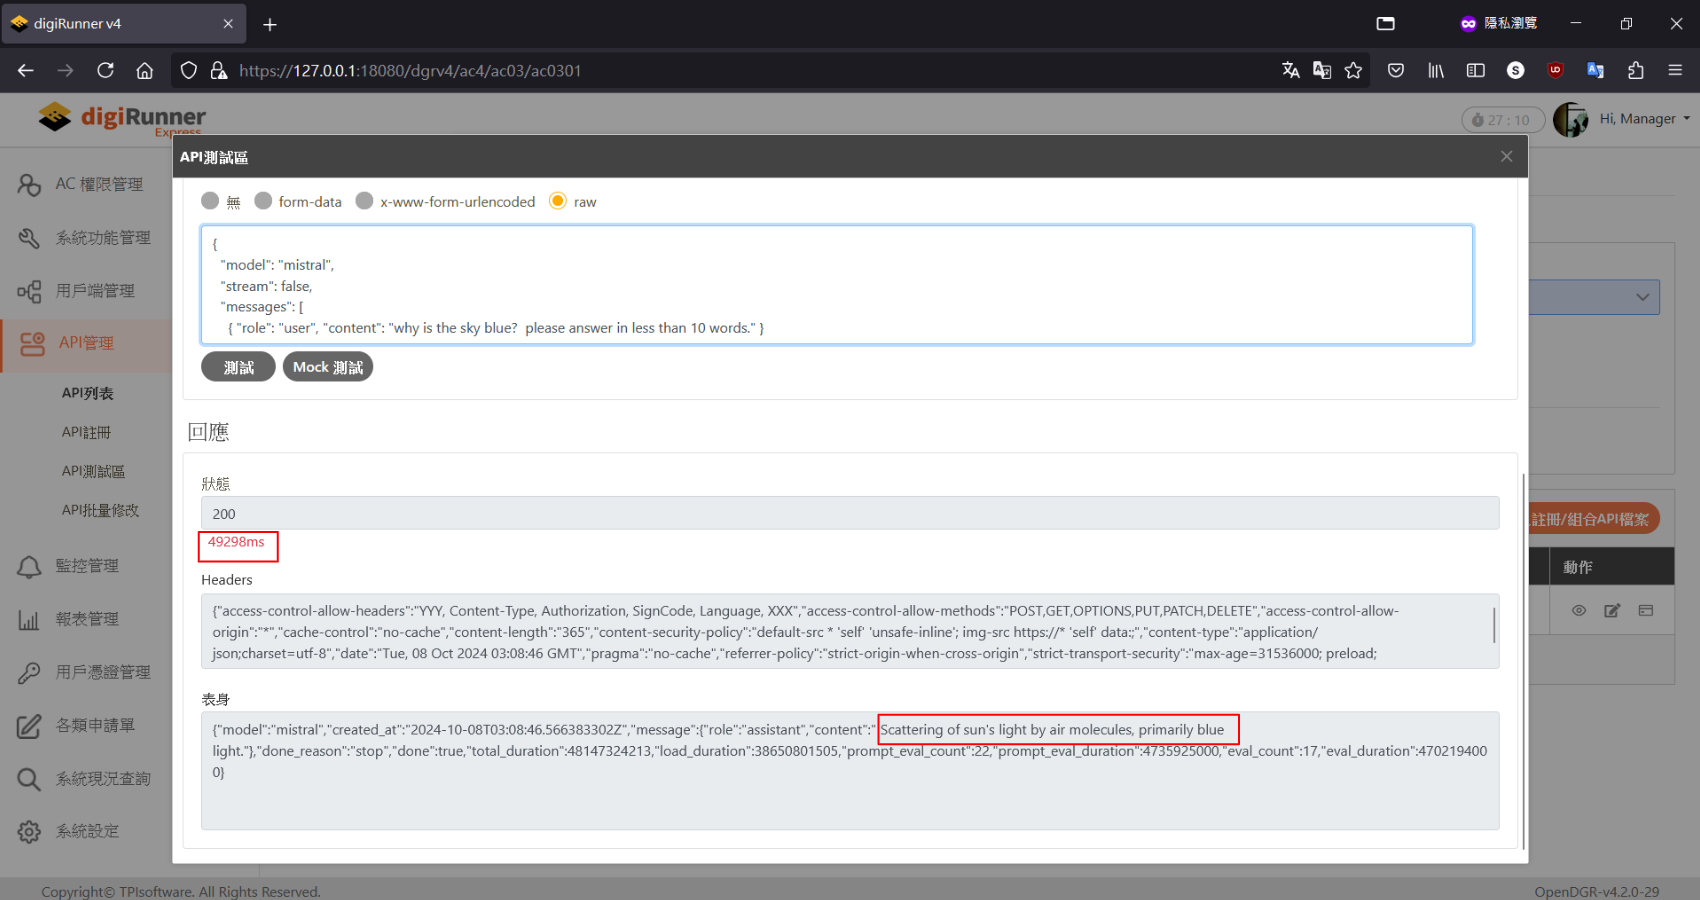 digiRunner v4
隱私瀏覽
https://127.0.0.1:18080/dgrv4/ac4/ac03/ac0301
digiRunner
Express
27 : 10
Hi, Manager
AC 權限管理
系統功能管理
用戶端管理
API管理
API列表
API註冊
API測試區
API批量修改
監控管理
報表管理
用戶憑證管理
各類申請單
系統現況查詢
系統設定
API測試區
無 form-data x-www-form-urlencoded raw
{
"model": "mistral",
"stream": false,
"messages": [
{ "role": "user", "content": "why is the sky blue?  please answer in less than 10 words." }
測試 Mock 測試
回應
狀態
200
49298ms
Headers
{"access-control-allow-headers":"YYY, Content-Type, Authorization, SignCode, Language, XXX","access-control-allow-methods":"POST,GET,OPTIONS,PUT,PATCH,DELETE","access-control-allow-
origin":"*","cache-control":"no-cache","content-length":"365","content-security-policy":"default-src * 'self' 'unsafe-inline'; img-src https://* 'self' data:;","content-type":"application/
json;charset=utf-8","date":"Tue, 08 Oct 2024 03:08:46 GMT","pragma":"no-cache","referrer-policy":"strict-origin-when-cross-origin","strict-transport-security":"max-age=31536000; preload;
表身
{"model":"mistral","created_at":"2024-10-08T03:08:46.566383302Z","message":{"role":"assistant","content":" Scattering of sun's light by air molecules, primarily blue
light."},"done_reason":"stop","done":true,"total_duration":48147324213,"load_duration":38650801505,"prompt_eval_count":22,"prompt_eval_duration":4735925000,"eval_count":17,"eval_duration":470219400
0}
註冊/組合API檔案
動作
Copyright© TPIsoftware. All Rights Reserved.
OpenDGR-v4.2.0-29